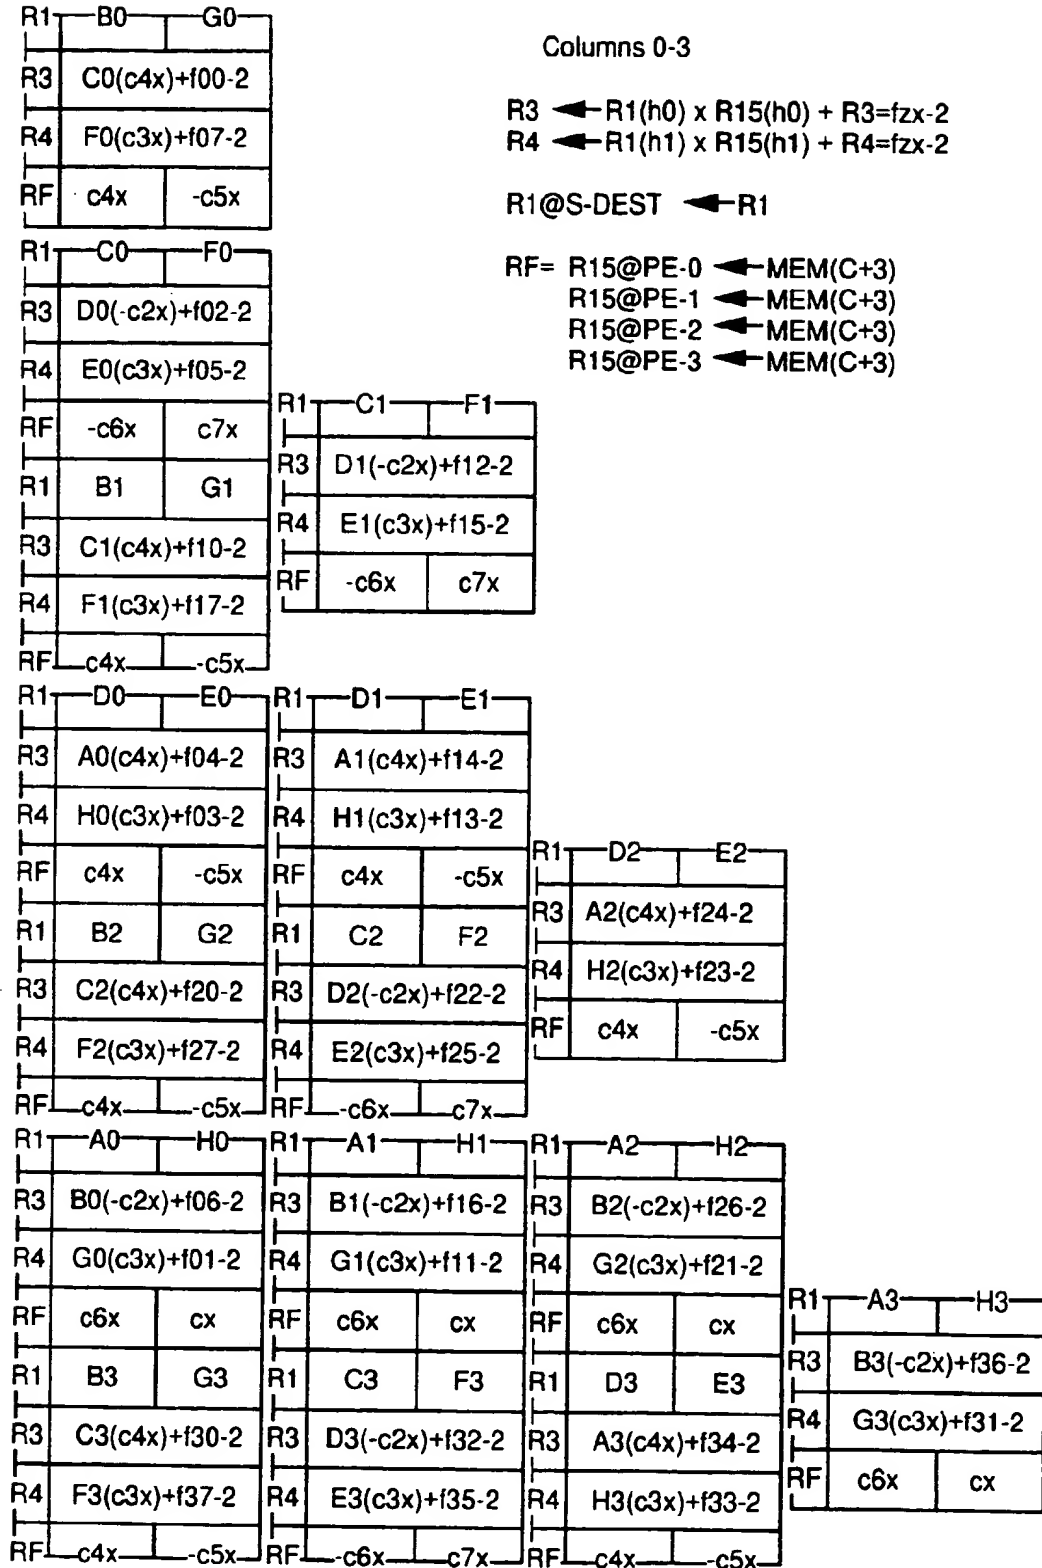 R1 B0 G0
R3 C0(c4x)+f00-2
R4 F0(c3x)+f07-2
RF c4x -c5x
Columns 0-3
R3 ← R1(h0) x R15(h0) + R3=fzx-2
R4 ← R1(h1) x R15(h1) + R4=fzx-2
R1@S-DEST ← R1
RF= R15@PE-0 ← MEM(C+3)
R15@PE-1 ← MEM(C+3)
R15@PE-2 ← MEM(C+3)
R15@PE-3 ← MEM(C+3)
R1 C0 F0
R3 D0(-c2x)+f02-2
R4 E0(c3x)+f05-2
RF -c6x c7x
R1 B1 G1
R3 C1(c4x)+f10-2
R4 F1(c3x)+f17-2
RF c4x -c5x
R1 C1 F1
R3 D1(-c2x)+f12-2
R4 E1(c3x)+f15-2
RF -c6x c7x
R1 D0 E0
R3 A0(c4x)+f04-2
R4 H0(c3x)+f03-2
RF c4x -c5x
R1 B2 G2
R3 C2(c4x)+f20-2
R4 F2(c3x)+f27-2
RF c4x -c5x
R1 D1 E1
R3 A1(c4x)+f14-2
R4 H1(c3x)+f13-2
RF c4x -c5x
R1 C2 F2
R3 D2(-c2x)+f22-2
R4 E2(c3x)+f25-2
RF -c6x c7x
R1 D2 E2
R3 A2(c4x)+f24-2
R4 H2(c3x)+f23-2
RF c4x -c5x
R1 A0 H0
R3 B0(-c2x)+f06-2
R4 G0(c3x)+f01-2
RF c6x cx
R1 B3 G3
R3 C3(c4x)+f30-2
R4 F3(c3x)+f37-2
RF c4x -c5x
R1 A1 H1
R3 B1(-c2x)+f16-2
R4 G1(c3x)+f11-2
RF c6x cx
R1 C3 F3
R3 D3(-c2x)+f32-2
R4 E3(c3x)+f35-2
RF -c6x c7x
R1 A2 H2
R3 B2(-c2x)+f26-2
R4 G2(c3x)+f21-2
RF c6x cx
R1 D3 E3
R3 A3(c4x)+f34-2
R4 H3(c3x)+f33-2
RF c4x -c5x
R1 A3 H3
R3 B3(-c2x)+f36-2
R4 G3(c3x)+f31-2
RF c6x cx